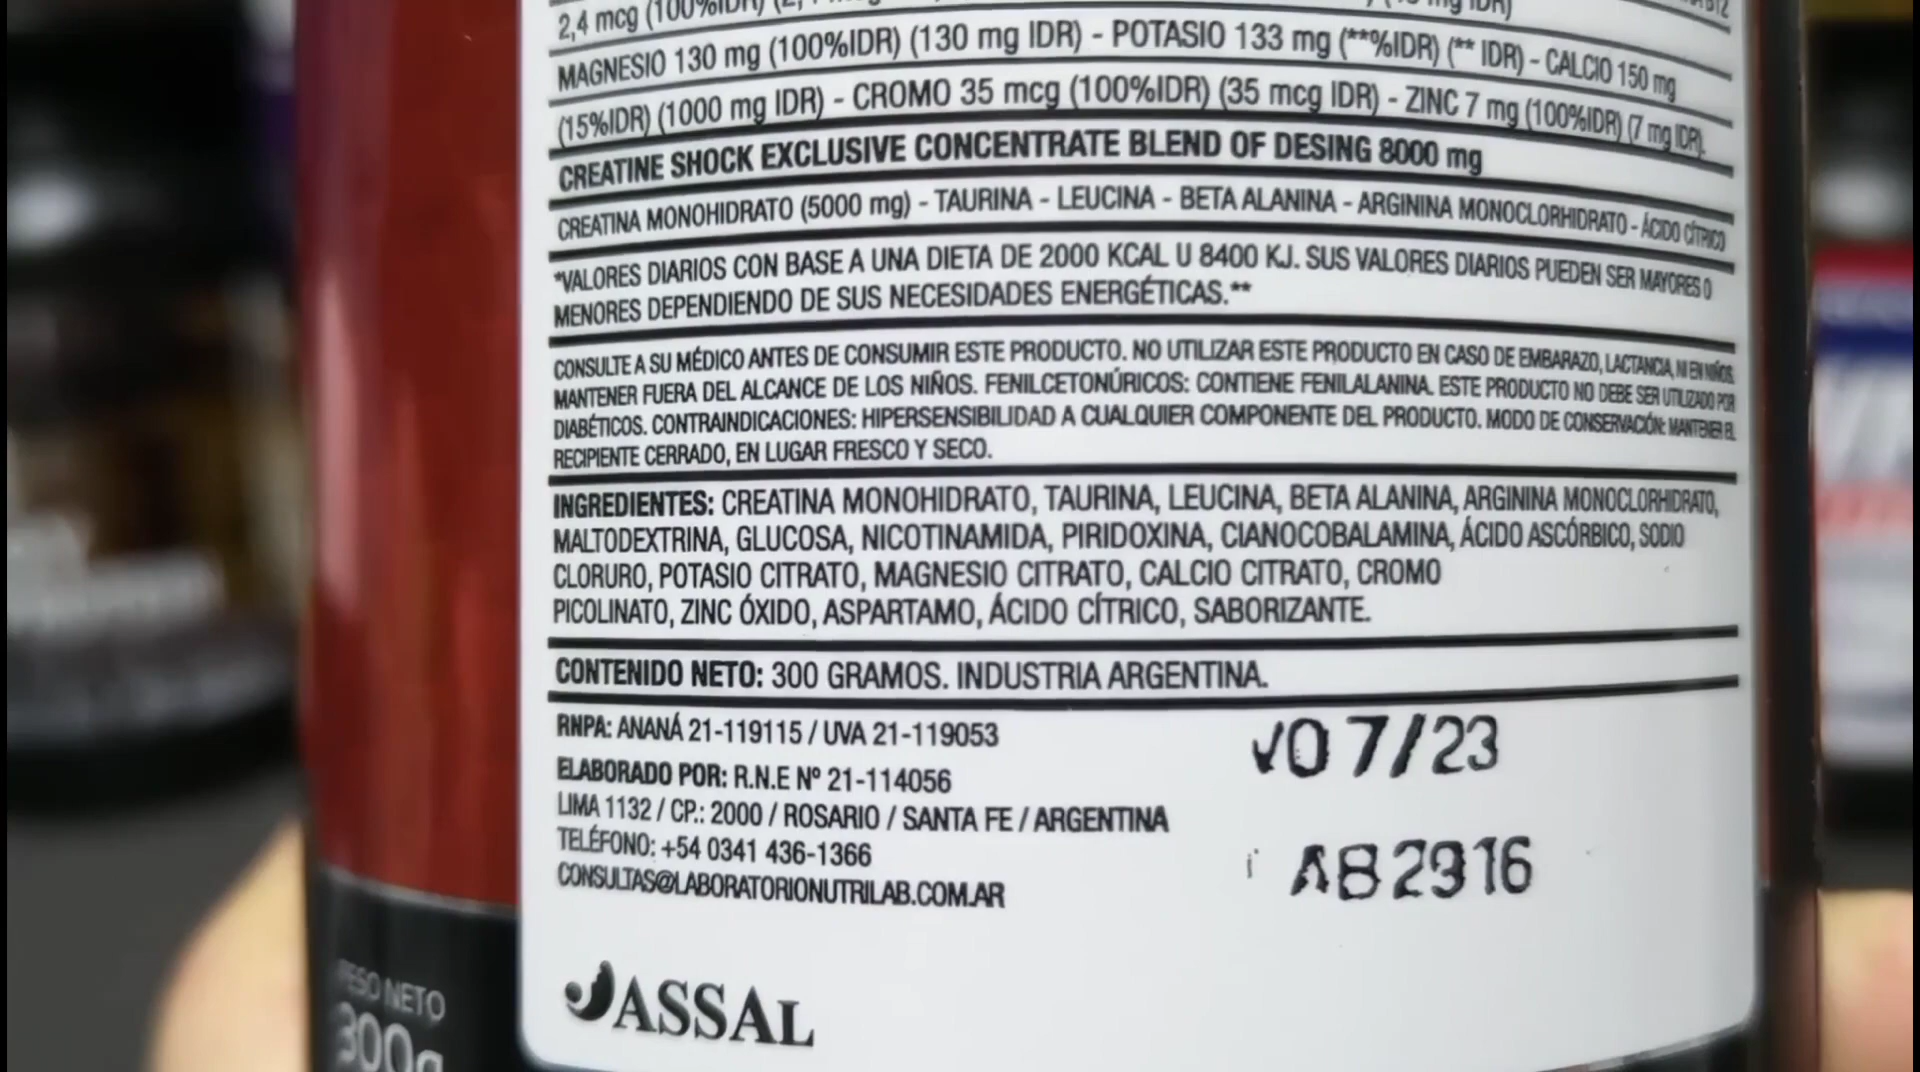 2,4 mcg (100%IDR)
mg IDR)
MAGNESIO 130 mg (100%IDR) (130 mg IDR) - POTASIO 133 mg (**%IDR) (** IDR) - CALCIO 150 mg
(15%IDR) (1000 mg IDR) - CROMO 35 mcg (100%IDR) (35 mcg IDR) - ZINC 7 mg (100%IDR) (7 mg IDR).
CREATINE SHOCK EXCLUSIVE CONCENTRATE BLEND OF DESING 8000 mg
CREATINA MONOHIDRATO (5000 mg) - TAURINA - LEUCINA - BETA ALANINA - ARGININA MONOCLORHIDRATO - ÁCIDO CÍTRICO
*VALORES DIARIOS CON BASE A UNA DIETA DE 2000 KCAL U 8400 KJ. SUS VALORES DIARIOS PUEDEN SER MAYORES O
MENORES DEPENDIENDO DE SUS NECESIDADES ENERGÉTICAS.**
CONSULTE A SU MÉDICO ANTES DE CONSUMIR ESTE PRODUCTO. NO UTILIZAR ESTE PRODUCTO EN CASO DE EMBARAZO, LACTANCIA, NI EN NIÑOS.
MANTENER FUERA DEL ALCANCE DE LOS NIÑOS. FENILCETONÚRICOS: CONTIENE FENILALANINA. ESTE PRODUCTO NO DEBE SER UTILIZADO POR
DIABÉTICOS. CONTRAINDICACIONES: HIPERSENSIBILIDAD A CUALQUIER COMPONENTE DEL PRODUCTO. MODO DE CONSERVACIÓN: MANTENER EL
RECIPIENTE CERRADO, EN LUGAR FRESCO Y SECO.
INGREDIENTES: CREATINA MONOHIDRATO, TAURINA, LEUCINA, BETA ALANINA, ARGININA MONOCLORHIDRATO,
MALTODEXTRINA, GLUCOSA, NICOTINAMIDA, PIRIDOXINA, CIANOCOBALAMINA, ÁCIDO ASCÓRBICO, SODIO
CLORURO, POTASIO CITRATO, MAGNESIO CITRATO, CALCIO CITRATO, CROMO
PICOLINATO, ZINC ÓXIDO, ASPARTAMO, ÁCIDO CÍTRICO, SABORIZANTE.
CONTENIDO NETO: 300 GRAMOS. INDUSTRIA ARGENTINA.
RNPA: ANANÁ 21-119115 / UVA 21-119053
ELABORADO POR: R.N.E Nº 21-114056
LIMA 1132 / CP.: 2000 / ROSARIO / SANTA FE / ARGENTINA
TELÉFONO: +54 0341 436-1366
CONSULTAS@LABORATORIONUTRILAB.COM.AR
V07/23
AB2916
ASSAL
PESO NETO
300g